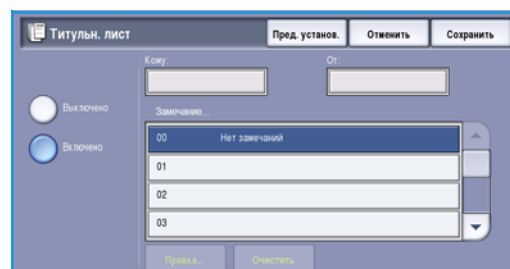 Титульн. лист Пред. установ. Отменить Сохранить
Кому: От:
Выключено
Замечание...
Включено
00 Нет замечаний
01
02
03
Правка... Очистить